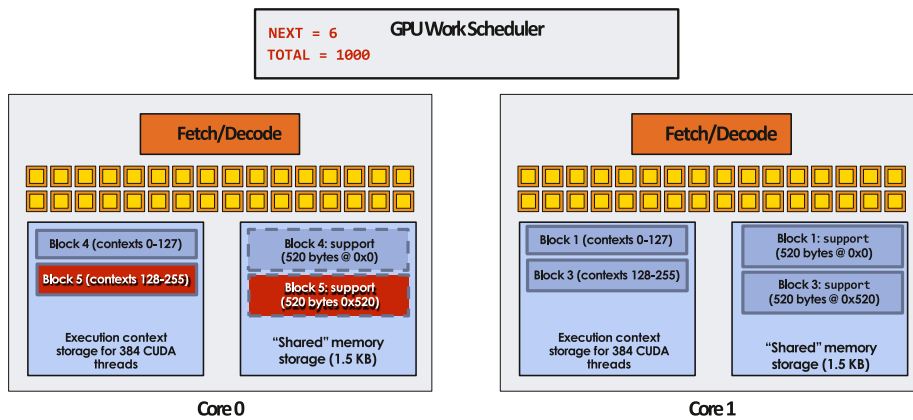 GPU Work Scheduler
NEXT = 6
TOTAL = 1000
Fetch/Decode
Block 4 (contexts 0-127)
Block 5 (contexts 128-255)
Execution context
storage for 384 CUDA
threads
Block 4: support
(520 bytes @ 0x0)
Block 5: support
(520 bytes 0x520)
“Shared” memory
storage (1.5 KB)
Core 0
Fetch/Decode
Block 1 (contexts 0-127)
Block 3 (contexts 128-255)
Execution context
storage for 384 CUDA
threads
Block 1: support
(520 bytes @ 0x0)
Block 3: support
(520 bytes @ 0x520)
“Shared” memory
storage (1.5 KB)
Core 1